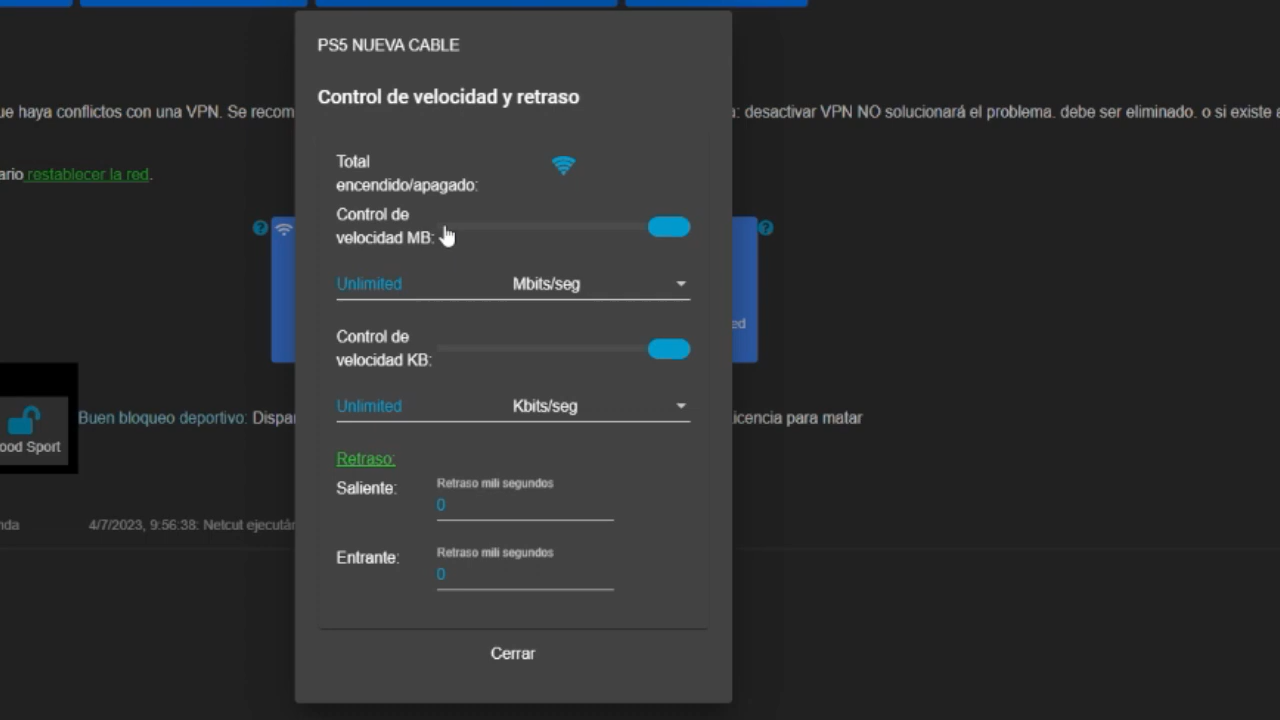 PS5 NUEVA CABLE
Control de velocidad y retraso
ue haya conflictos con una VPN. Se recom
: desactivar VPN NO solucionará el problema. debe ser eliminado. o si existe a
ario restablecer la red.
Total
encendido/apagado:
Control de
velocidad MB:
Unlimited
Mbits/seg
ed
Control de
velocidad KB:
Unlimited
Kbits/seg
Buen bloqueo deportivo: Dispar
licencia para matar
ood Sport
Retraso:
Saliente:
Retraso mili segundos
0
nda
4/7/2023, 9:56:38: Netcut ejecután
Entrante:
Retraso mili segundos
0
Cerrar